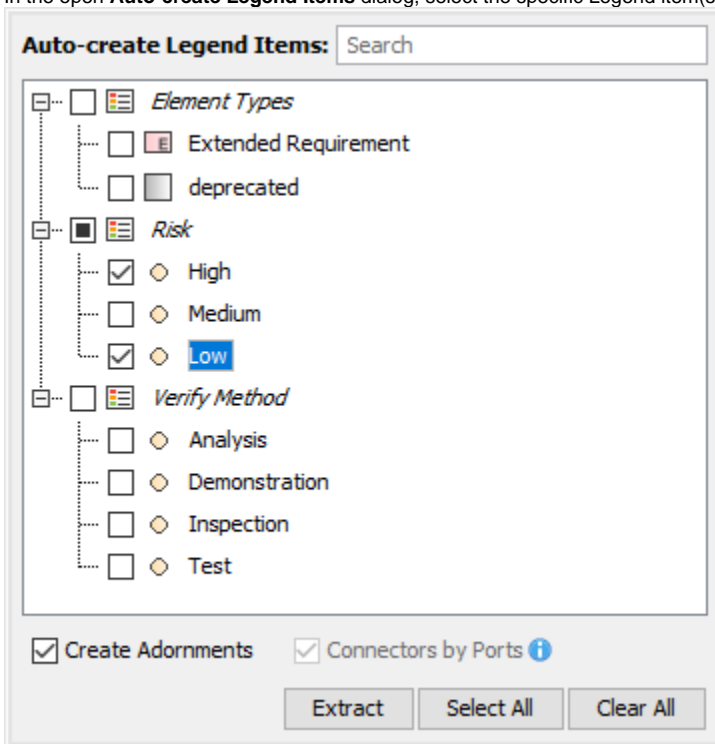 In the open Auto-create Legend Items dialog, select the specific Legend item(s
Auto-create Legend Items: Search
Element Types
E Extended Requirement
deprecated
Risk
High
Medium
Low
Verify Method
Analysis
Demonstration
Inspection
Test
Create Adornments Connectors by Ports i
Extract Select All Clear All